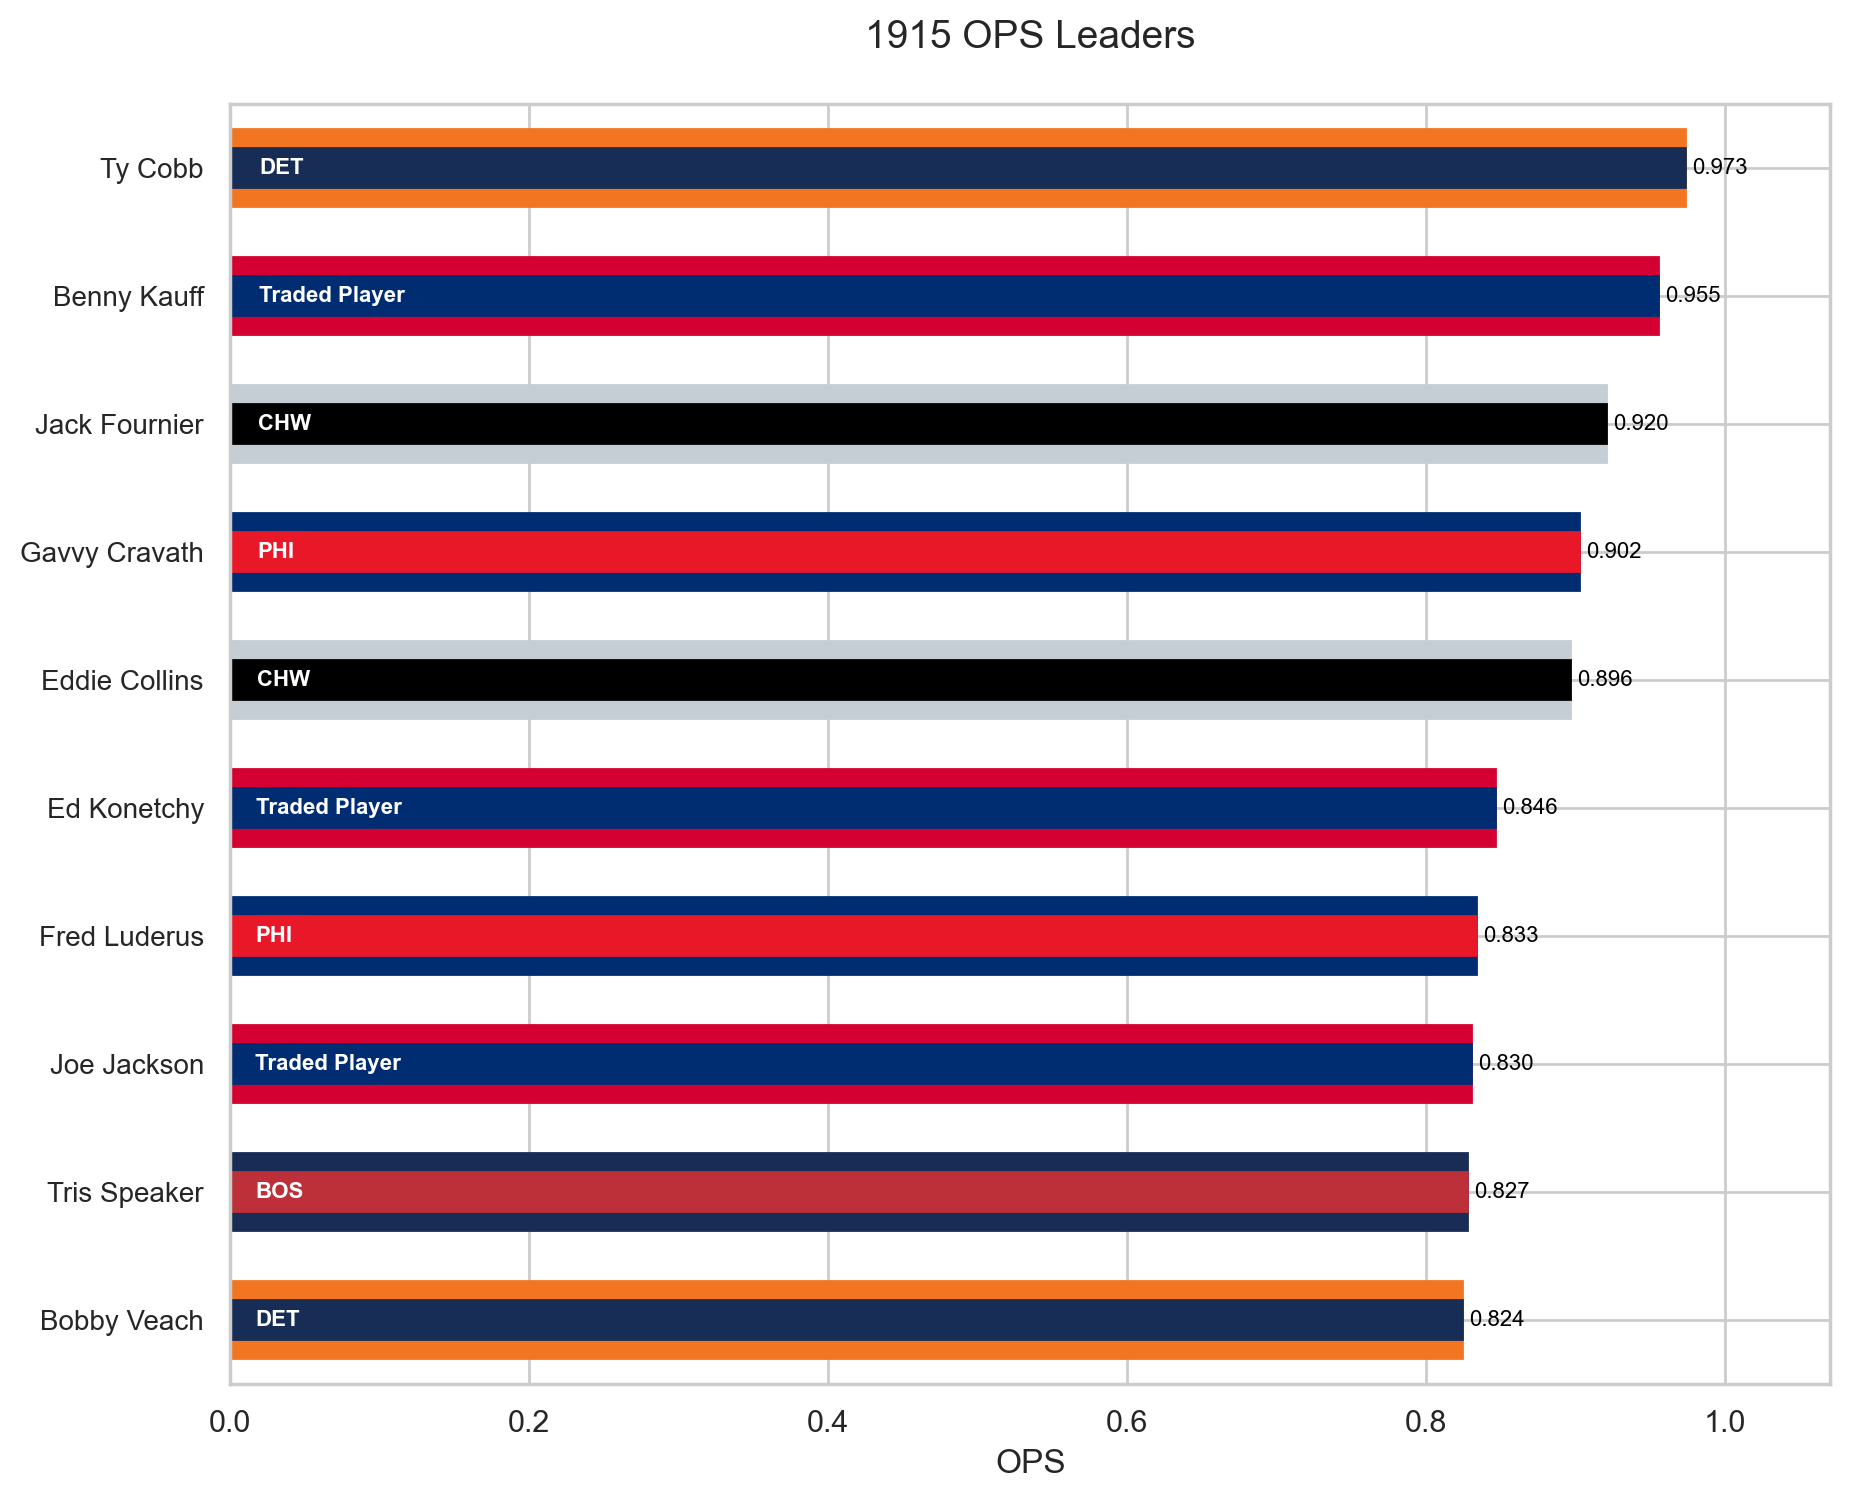 1915 OPS Leaders
Ty Cobb DET 0.973
Benny Kauff Traded Player 0.955
Jack Fournier CHW 0.920
Gavvy Cravath PHI 0.902
Eddie Collins CHW 0.896
Ed Konetchy Traded Player 0.846
Fred Luderus PHI 0.833
Joe Jackson Traded Player 0.830
Tris Speaker BOS 0.827
Bobby Veach DET 0.824
0.0 0.2 0.4 0.6 0.8 1.0
OPS